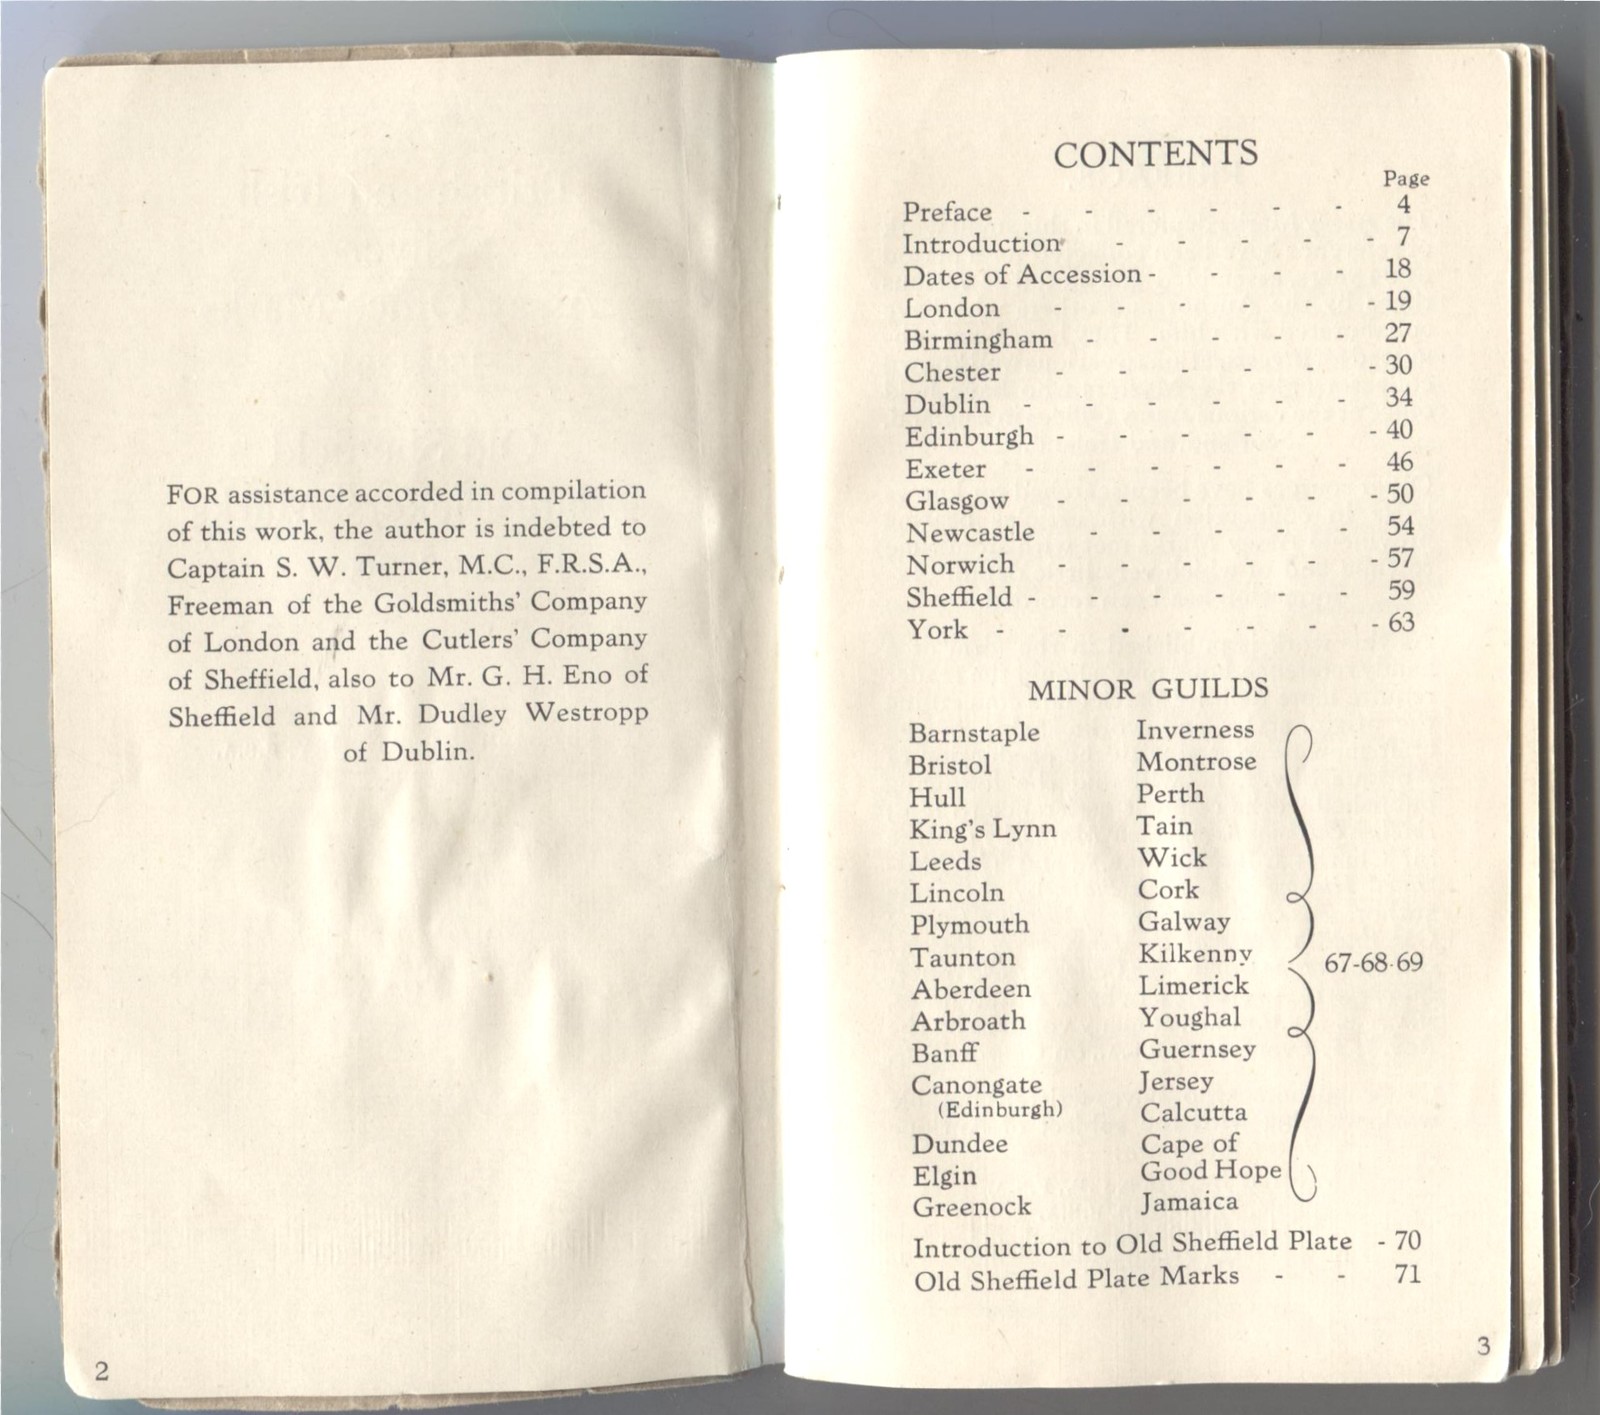 FOR assistance accorded in compilation
of this work, the author is indebted to
Captain S. W. Turner, M.C., F.R.S.A.,
Freeman of the Goldsmiths' Company
of London and the Cutlers' Company
of Sheffield, also to Mr. G. H. Eno of
Sheffield and Mr. Dudley Westropp
of Dublin.
2
CONTENTS
Page
Preface - - - - - - 4
Introduction - - - - - 7
Dates of Accession - - - - 18
London - - - - - - 19
Birmingham - - - - - 27
Chester - - - - - - 30
Dublin - - - - - - 34
Edinburgh - - - - - - 40
Exeter - - - - - - 46
Glasgow - - - - - - 50
Newcastle - - - - - 54
Norwich - - - - - - 57
Sheffield - - - - - - 59
York - - - - - - - 63
MINOR GUILDS
Barnstaple
Bristol
Hull
King's Lynn
Leeds
Lincoln
Plymouth
Taunton
Aberdeen
Arbroath
Banff
Canongate
(Edinburgh)
Dundee
Elgin
Greenock
Inverness
Montrose
Perth
Tain
Wick
Cork
Galway
Kilkenny
Limerick
Youghal
Guernsey
Jersey
Calcutta
Cape of
Good Hope
Jamaica
67-68-69
Introduction to Old Sheffield Plate - 70
Old Sheffield Plate Marks - - 71
3